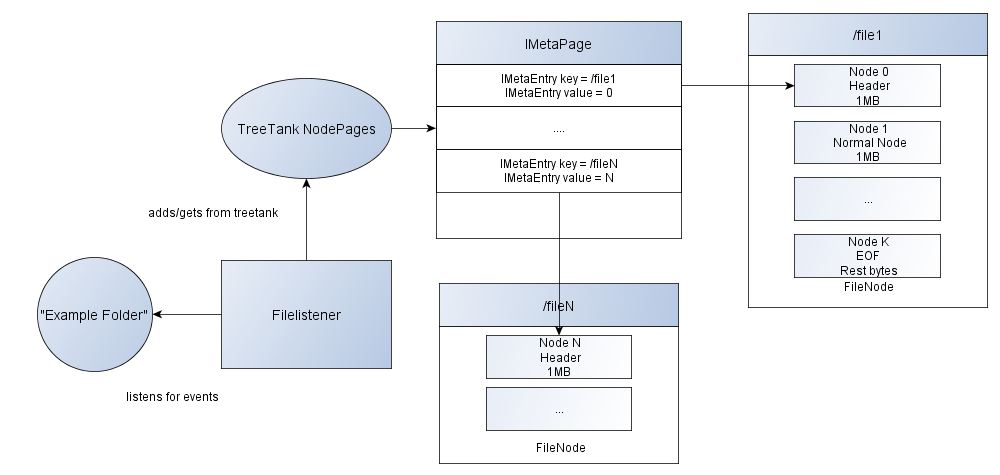 IMetaPage
IMetaEntry key = /file1
IMetaEntry value = 0
....
IMetaEntry key = /fileN
IMetaEntry value = N
/file1
Node 0
Header
1MB
Node 1
Normal Node
1MB
...
Node K
EOF
Rest bytes
FileNode
TreeTank NodePages
adds/gets from treetank
"Example Folder"
Filelistener
listens for events
/fileN
Node N
Header
1MB
...
FileNode